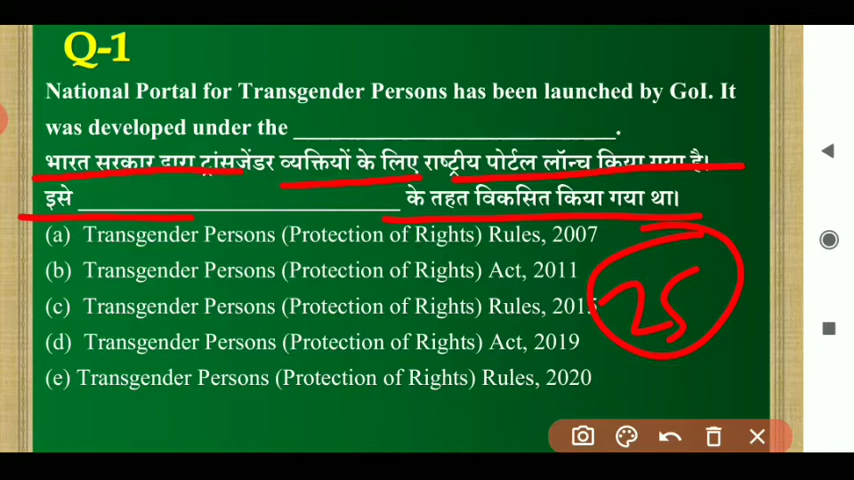 Q-1
National Portal for Transgender Persons has been launched by GoI. It
was developed under the ____________________.
भारत सरकार द्वारा ट्रांसजेंडर व्यक्तियों के लिए राष्ट्रीय पोर्टल लॉन्च किया गया है।
इसे ____________________ के तहत विकसित किया गया था।
(a) Transgender Persons (Protection of Rights) Rules, 2007
(b) Transgender Persons (Protection of Rights) Act, 2011
(c) Transgender Persons (Protection of Rights) Rules, 2015
(d) Transgender Persons (Protection of Rights) Act, 2019
(e) Transgender Persons (Protection of Rights) Rules, 2020
25